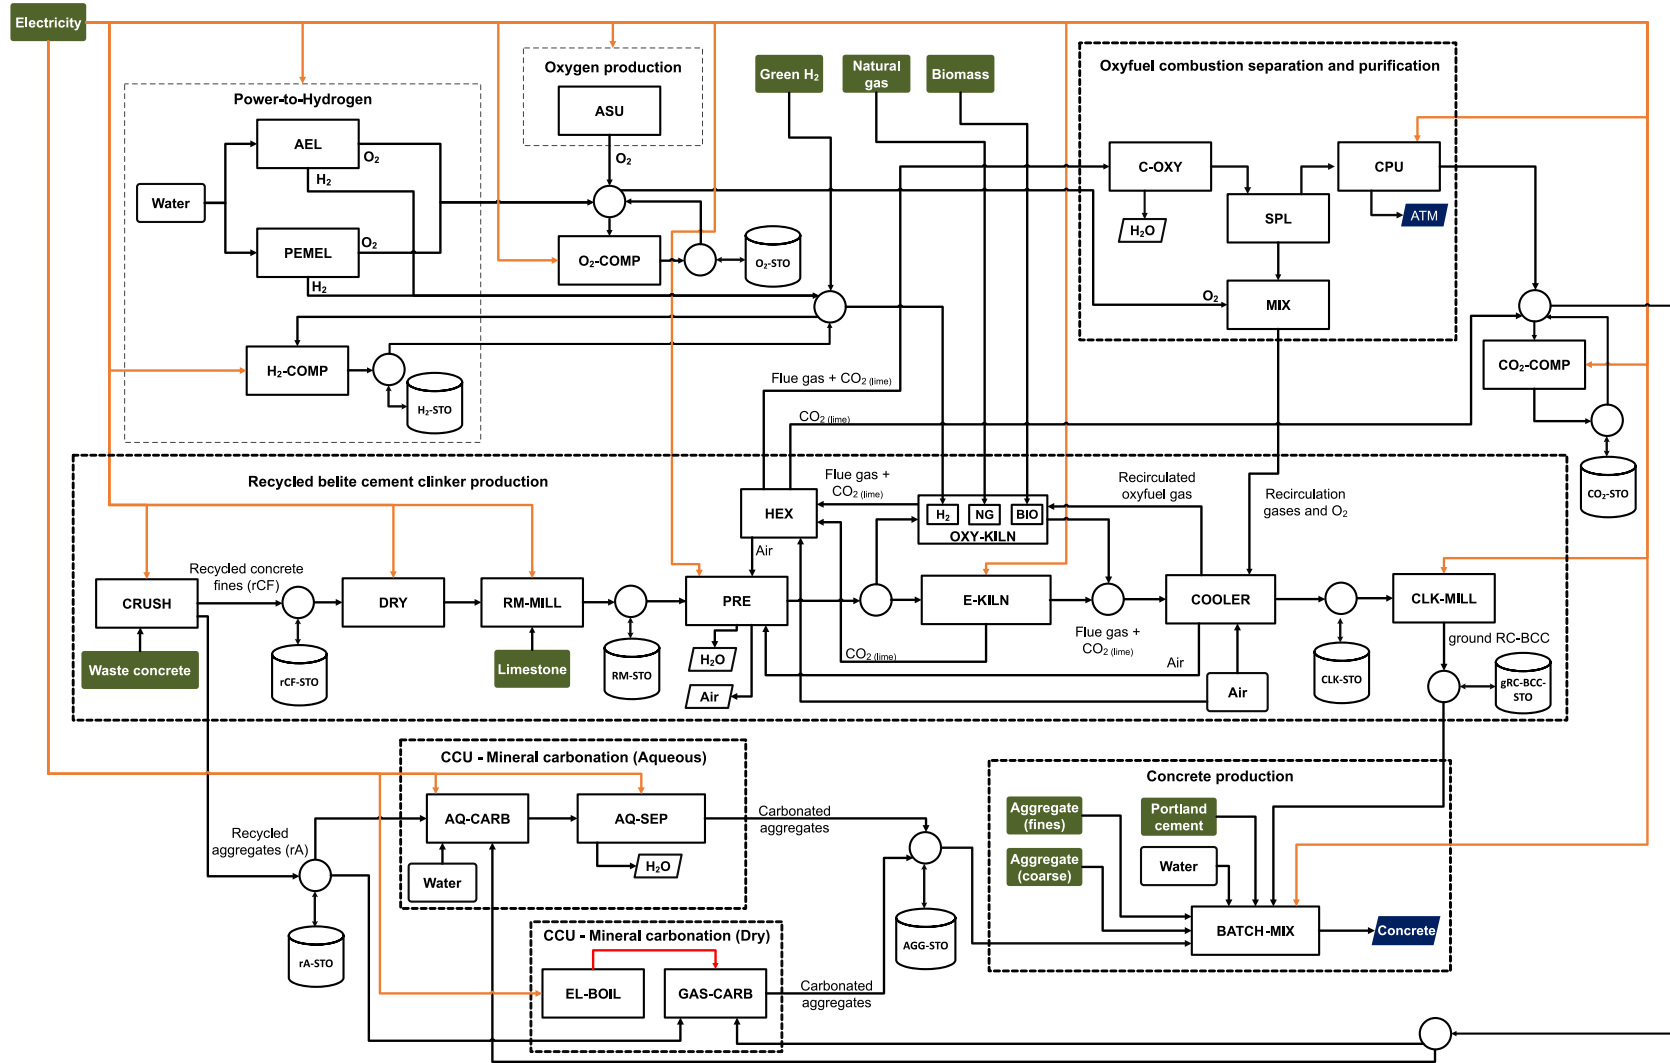 Electricity
Power-to-Hydrogen
AEL
O₂
H₂
Water
PEMEL
O₂
H₂
H₂-COMP
H₂-STO
Oxygen production
ASU
O₂
O₂-COMP
O₂-STO
Green H₂
Natural
gas
Biomass
Oxyfuel combustion separation and purification
C-OXY
H₂O
SPL
CPU
ATM
O₂
MIX
CO₂-COMP
CO₂-STO
Flue gas + CO₂ (lime)
CO₂ (lime)
Recycled belite cement clinker production
Flue gas +
CO₂ (lime)
HEX
Air
H₂
NG
BIO
OXY-KILN
Recirculated
oxyfuel gas
Recirculation
gases and O₂
Recycled concrete
fines (rCF)
CRUSH
DRY
RM-MILL
PRE
E-KILN
COOLER
CLK-MILL
Waste concrete
rCF-STO
Limestone
RM-STO
H₂O
Air
CO₂ (lime)
Flue gas +
CO₂ (lime)
Air
Air
CLK-STO
ground RC-BCC
gRC-BCC-
STO
CCU - Mineral carbonation (Aqueous)
AQ-CARB
AQ-SEP
Water
H₂O
Carbonated
aggregates
Recycled
aggregates (rA)
rA-STO
CCU - Mineral carbonation (Dry)
EL-BOIL
GAS-CARB
Carbonated
aggregates
AGG-STO
Concrete production
Aggregate
(fines)
Portland
cement
Aggregate
(coarse)
Water
BATCH-MIX
Concrete